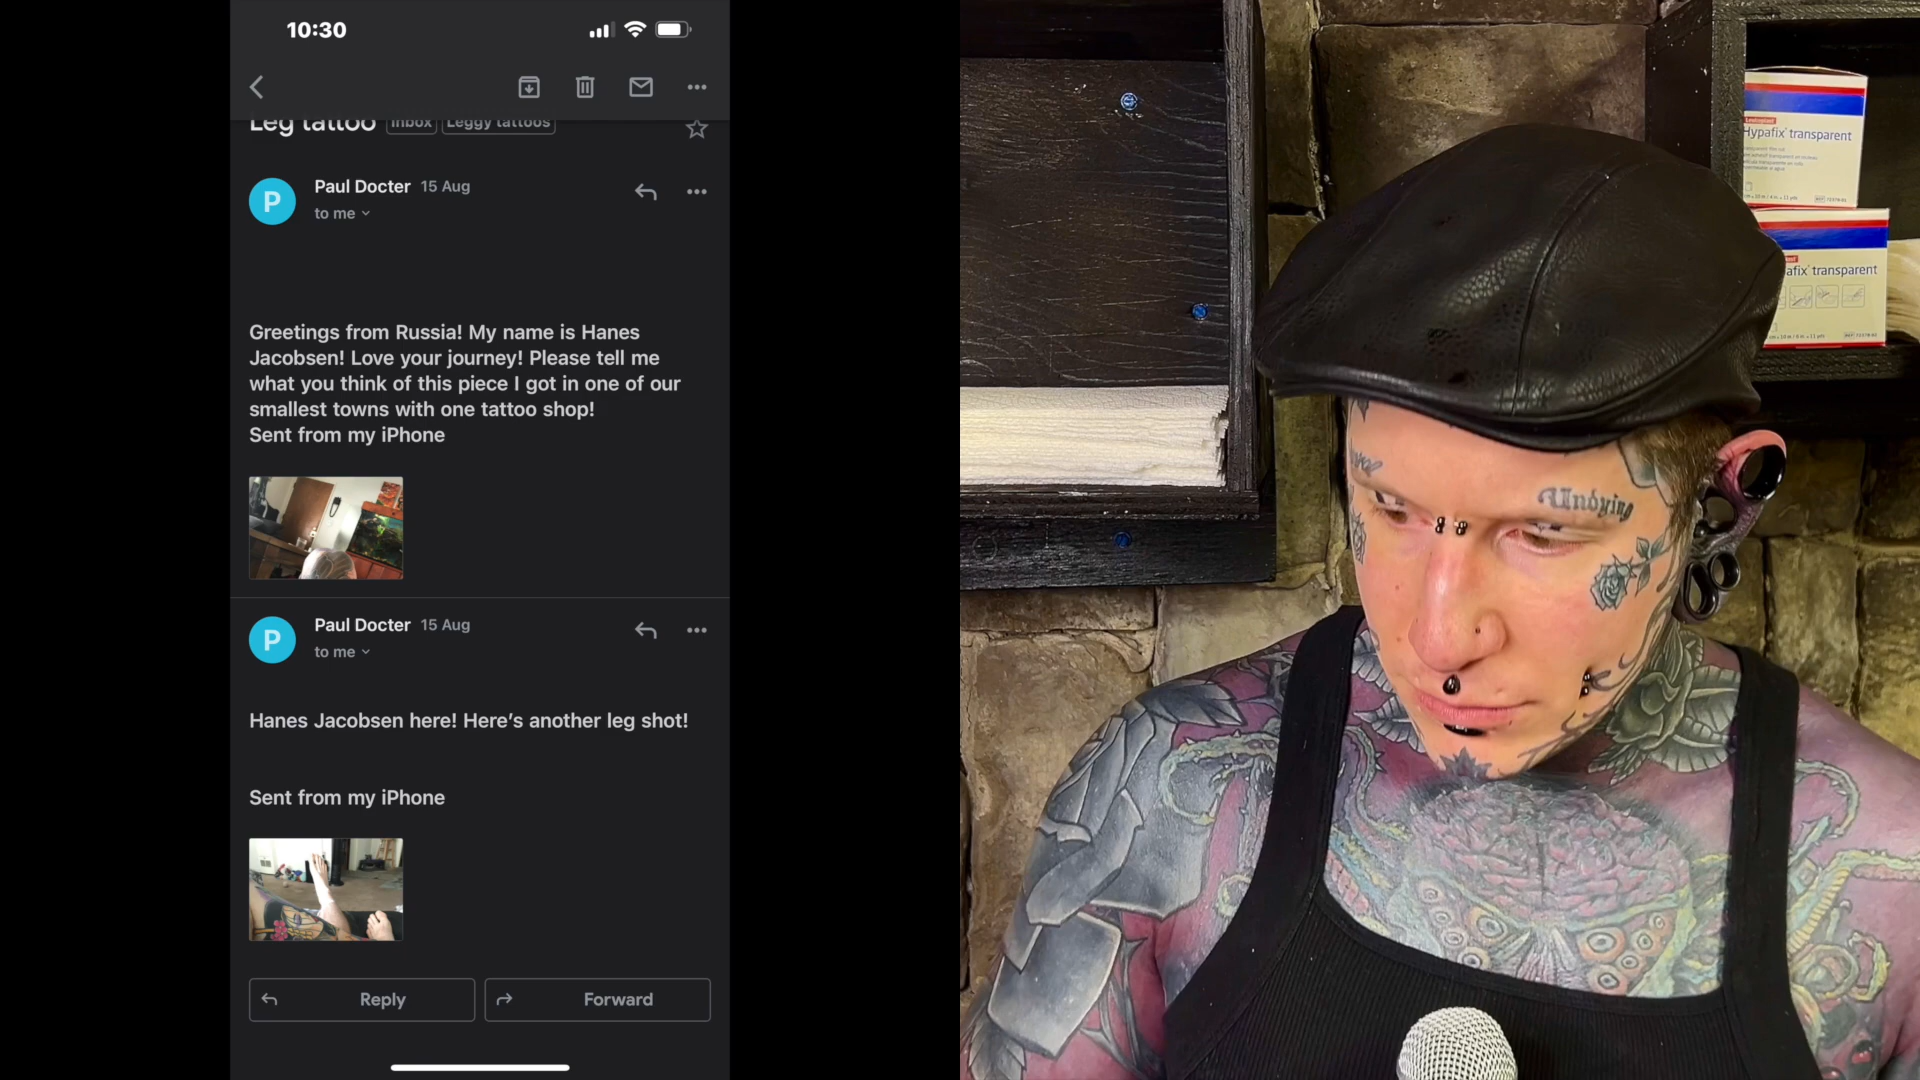 10:30
Leg tattoo Inbox Leggy tattoos
P
Paul Docter 15 Aug
to me
Greetings from Russia! My name is Hanes
Jacobsen! Love your journey! Please tell me
what you think of this piece I got in one of our
smallest towns with one tattoo shop!
Sent from my iPhone
P
Paul Docter 15 Aug
to me
Hanes Jacobsen here! Here’s another leg shot!
Sent from my iPhone
Reply
Forward
Hypafix transparent
afix transparent
Undying